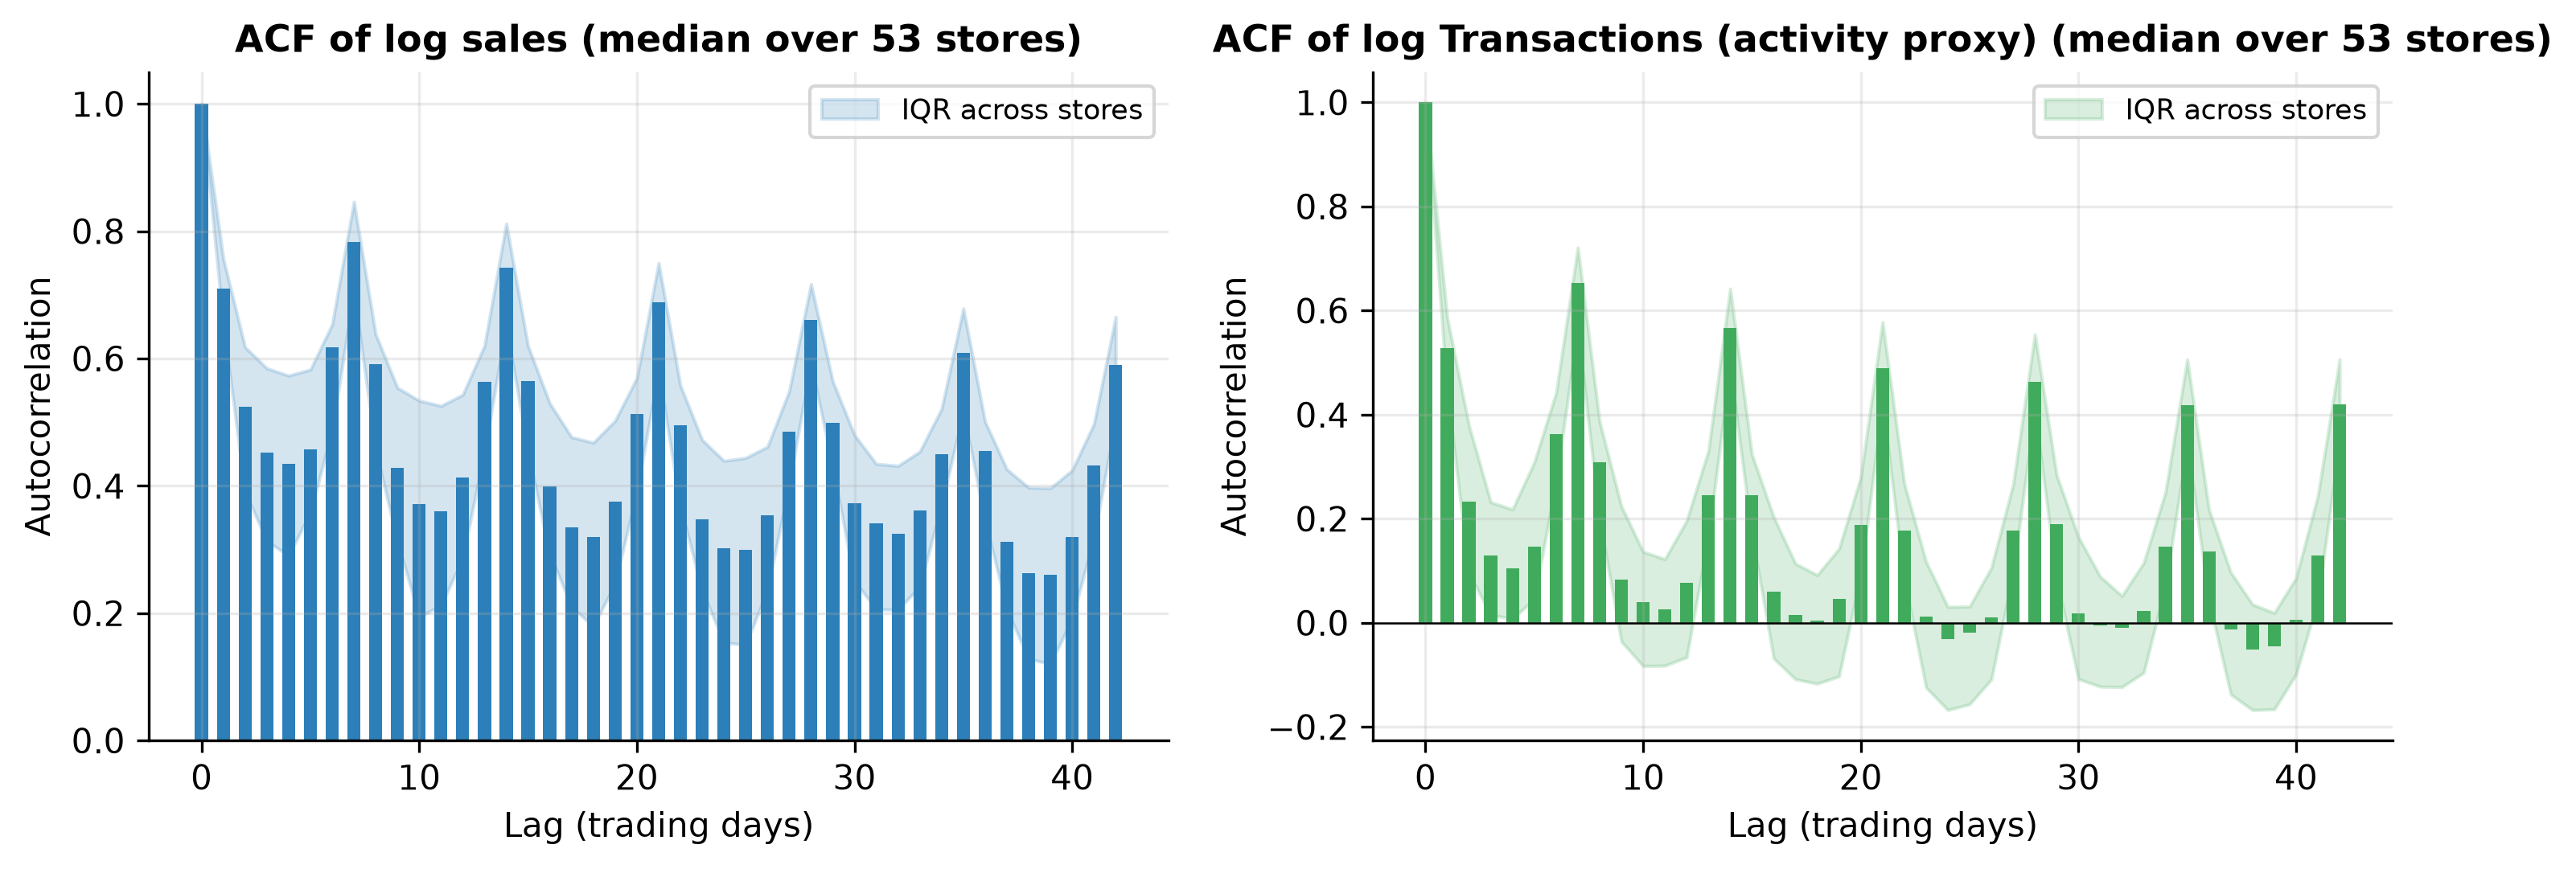 ACF of log sales (median over 53 stores)
IQR across stores
1.0
0.8
0.6
0.4
0.2
0.0
Autocorrelation
0 10 20 30 40
Lag (trading days)
ACF of log Transactions (activity proxy) (median over 53 stores)
IQR across stores
1.0
0.8
0.6
0.4
0.2
0.0
−0.2
Autocorrelation
0 10 20 30 40
Lag (trading days)